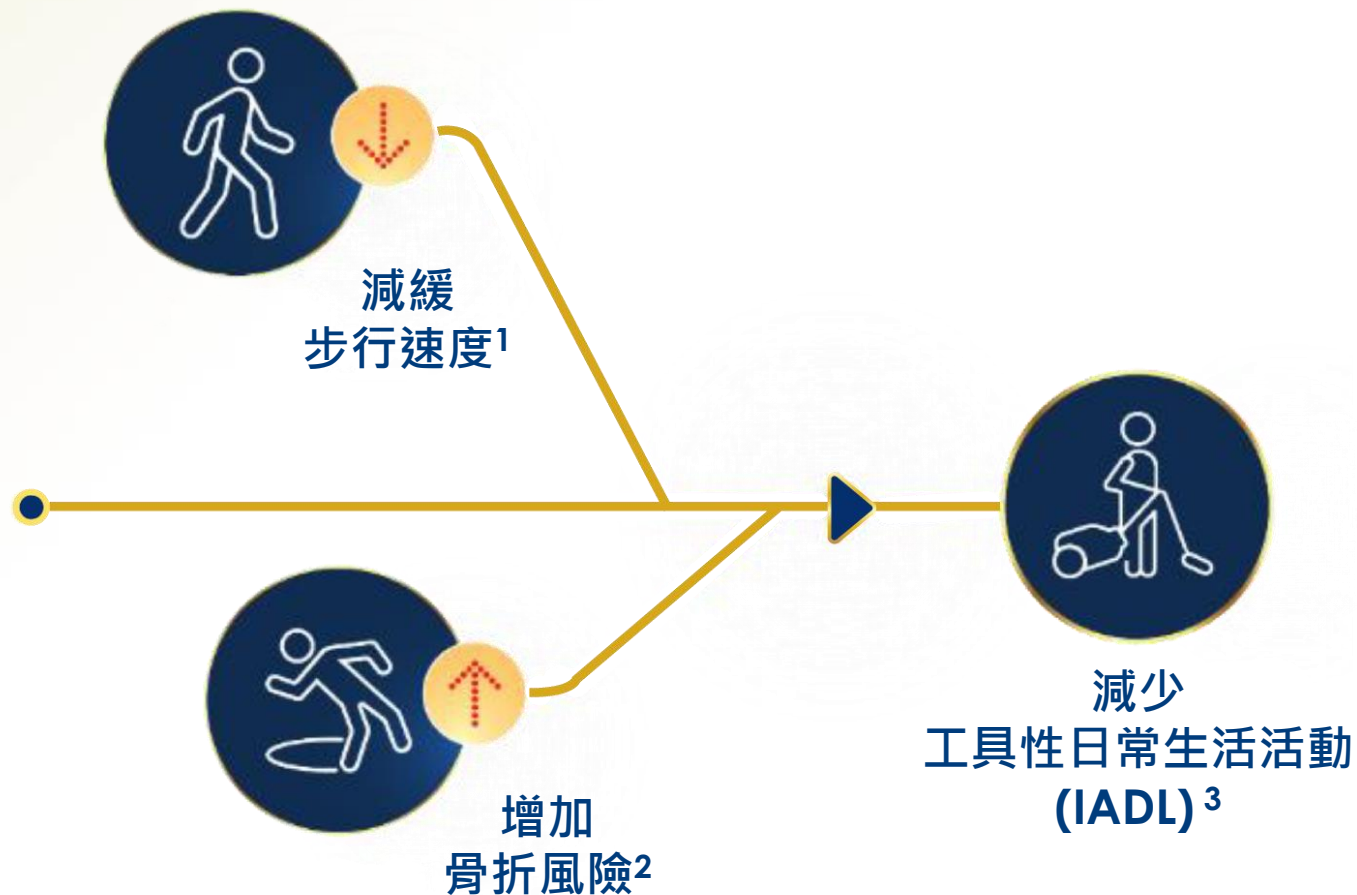 減緩
步行速度¹
增加
骨折風險²
減少
工具性日常生活活動
(IADL)³